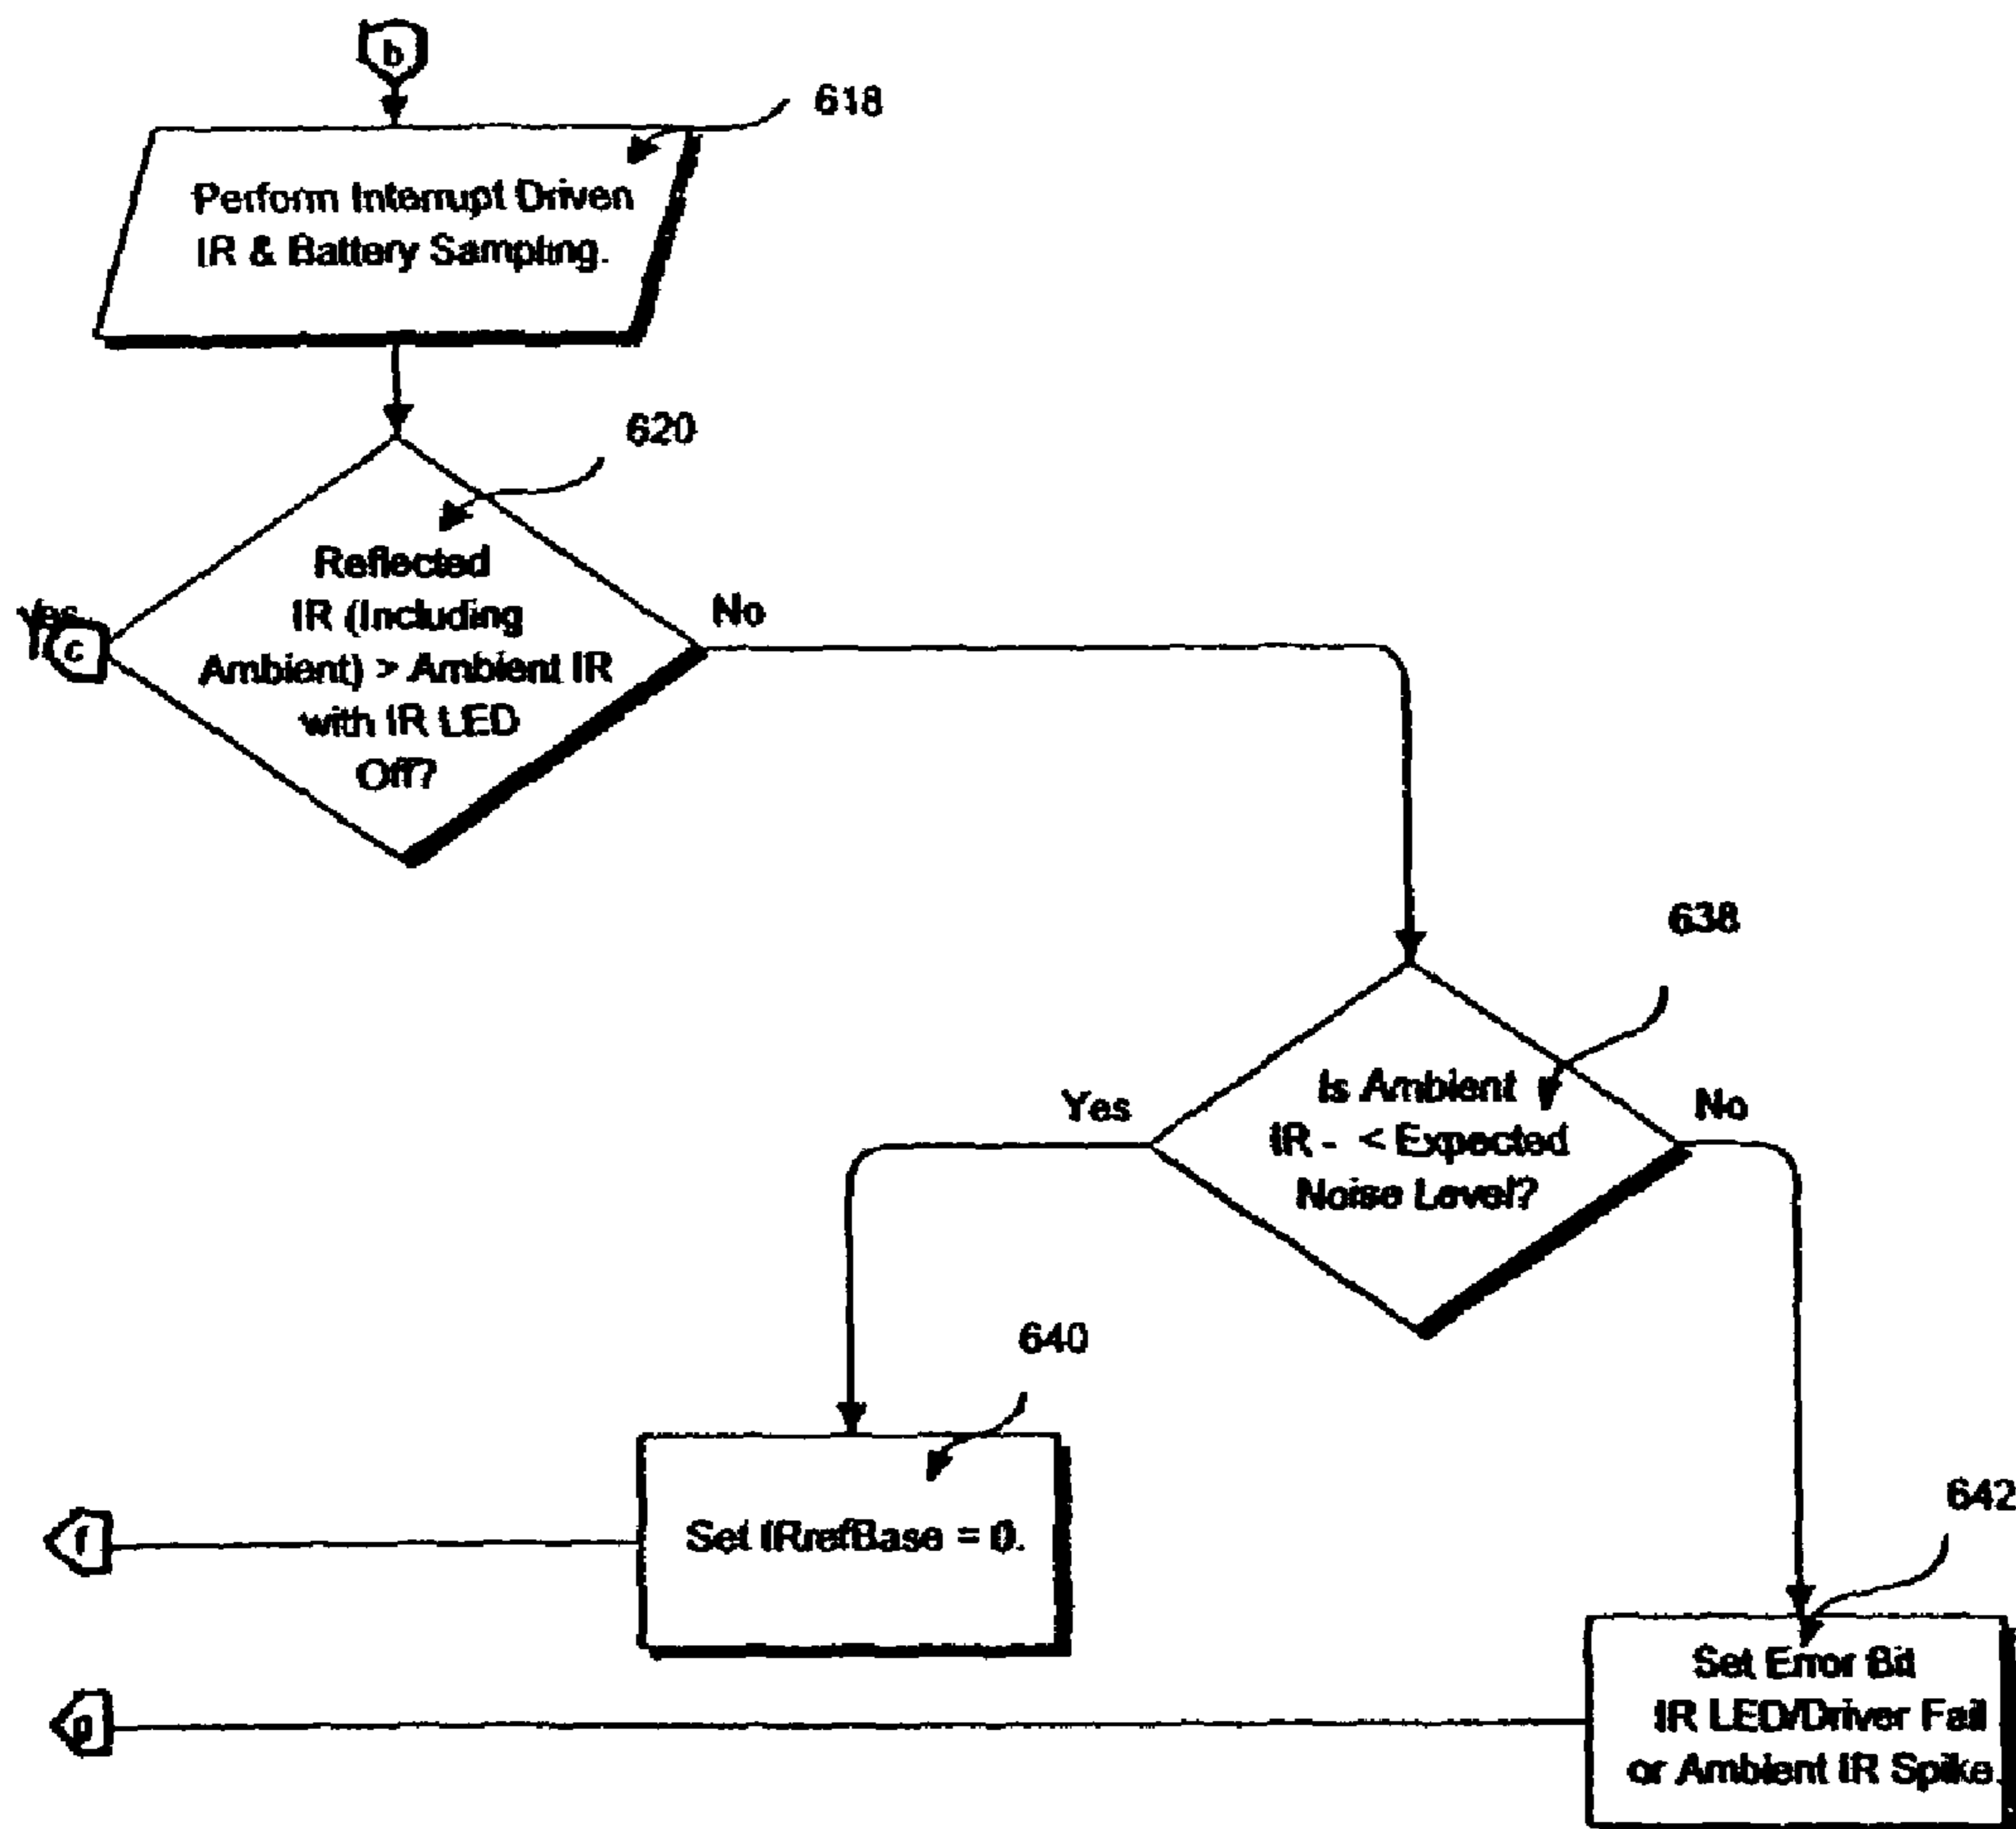 b
618
Perform Interrupt Driven
IR & Battery Sampling.
620
Reflected
IR (Including
Ambient) > Ambient IR
with IR LED
Off?
Yes
c
No
638
Is Ambient
IR - < Expected
Noise Level?
Yes
No
640
Set IRrefBase = 0.
f
642
Set Error Bit
IR LED/Driver Fail
or Ambient IR Spike.
g